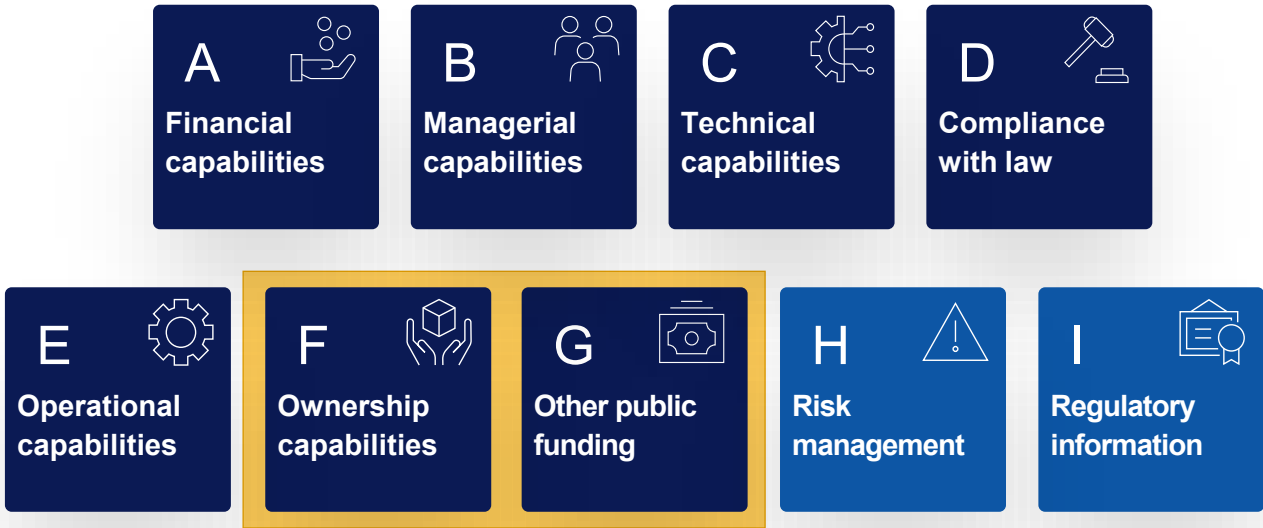 A
Financial
capabilities
B
Managerial
capabilities
C
Technical
capabilities
D
Compliance
with law
E
Operational
capabilities
F
Ownership
capabilities
G
Other public
funding
H
Risk
management
I
Regulatory
information